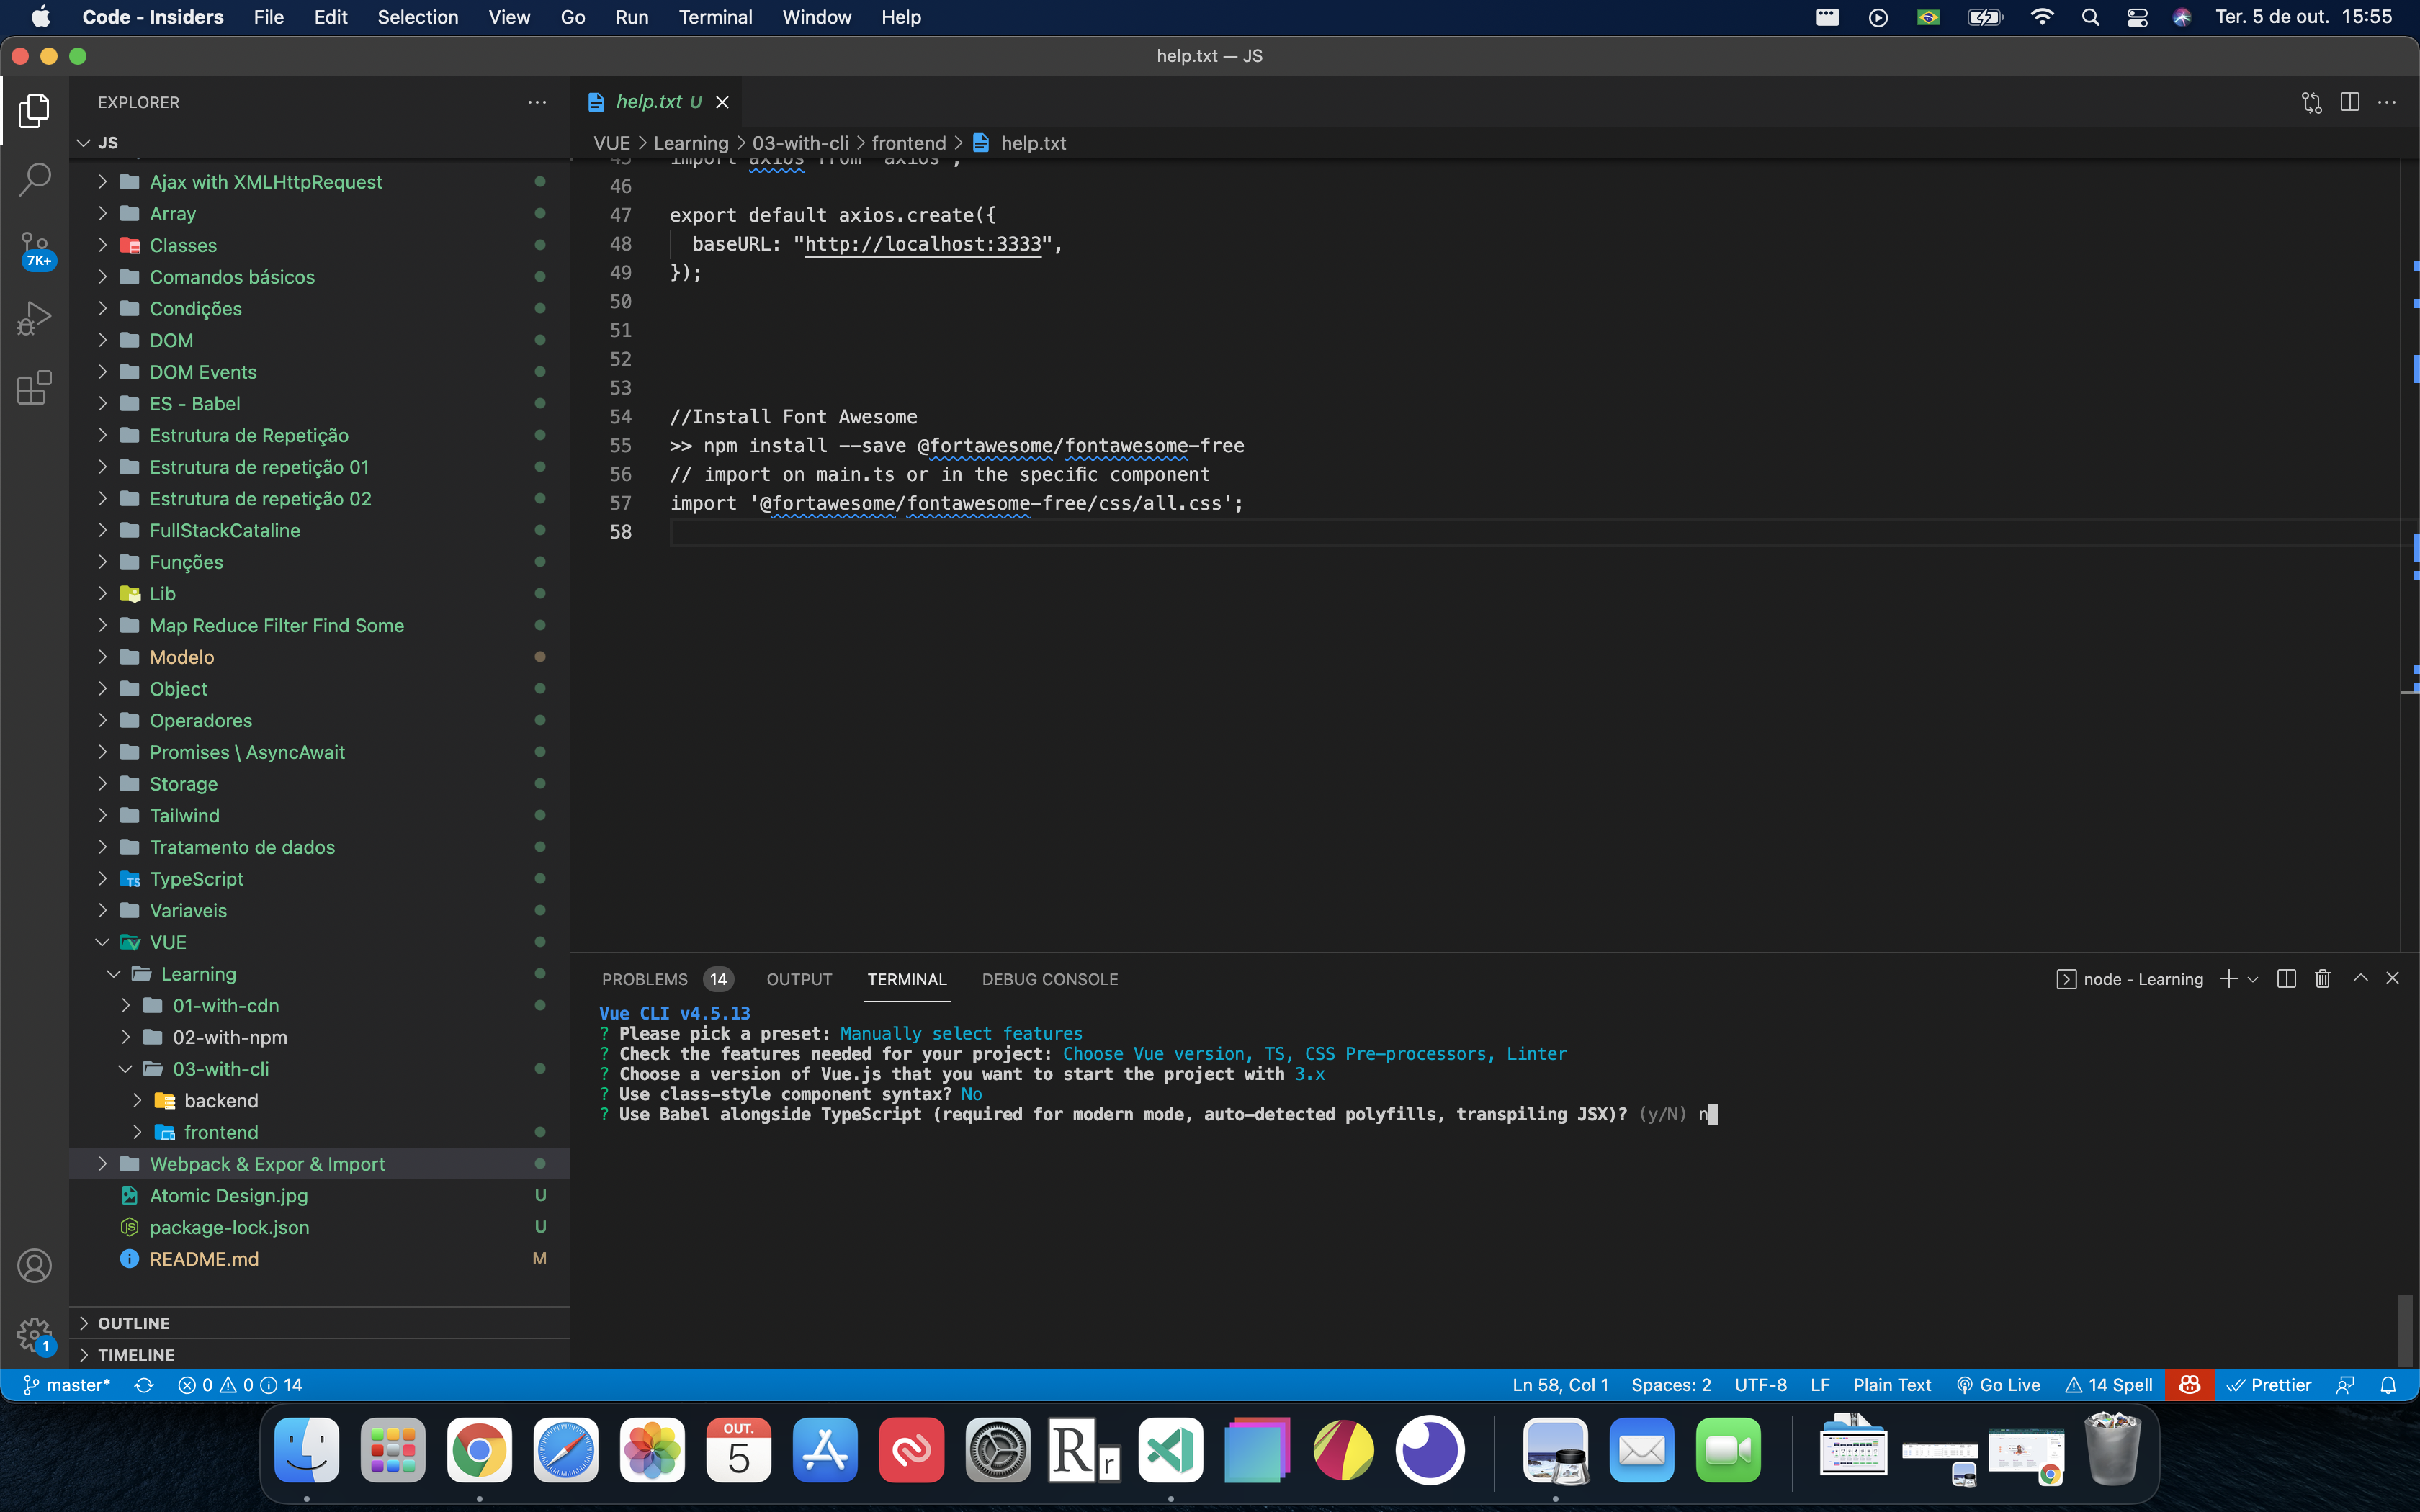 Code - Insiders File Edit Selection View Go Run Terminal Window Help Ter. 5 de out. 15:55
help.txt — JS
EXPLORER
JS
Ajax with XMLHttpRequest
Array
Classes
Comandos básicos
Condições
DOM
DOM Events
ES - Babel
Estrutura de Repetição
Estrutura de repetição 01
Estrutura de repetição 02
FullStackCataline
Funções
Lib
Map Reduce Filter Find Some
Modelo
Object
Operadores
Promises \ AsyncAwait
Storage
Tailwind
Tratamento de dados
TS TypeScript
Variaveis
VUE
Learning
01-with-cdn
02-with-npm
03-with-cli
backend
frontend
Webpack & Expor & Import
Atomic Design.jpg U
package-lock.json U
README.md M
OUTLINE
TIMELINE
7K+
1
help.txt U
VUE > Learning > 03-with-cli > frontend > help.txt
45 import axios from "axios";
46
47 export default axios.create({
48 baseURL: "http://localhost:3333",
49 });
50
51
52
53
54 //Install Font Awesome
55 >> npm install --save @fortawesome/fontawesome-free
56 // import on main.ts or in the specific component
57 import '@fortawesome/fontawesome-free/css/all.css';
58
PROBLEMS 14 OUTPUT TERMINAL DEBUG CONSOLE node - Learning
Vue CLI v4.5.13
? Please pick a preset: Manually select features
? Check the features needed for your project: Choose Vue version, TS, CSS Pre-processors, Linter
? Choose a version of Vue.js that you want to start the project with 3.x
? Use class-style component syntax? No
? Use Babel alongside TypeScript (required for modern mode, auto-detected polyfills, transpiling JSX)? (y/N) n
master* 0 0 14 Ln 58, Col 1 Spaces: 2 UTF-8 LF Plain Text Go Live 14 Spell Prettier
OUT.
5
R r